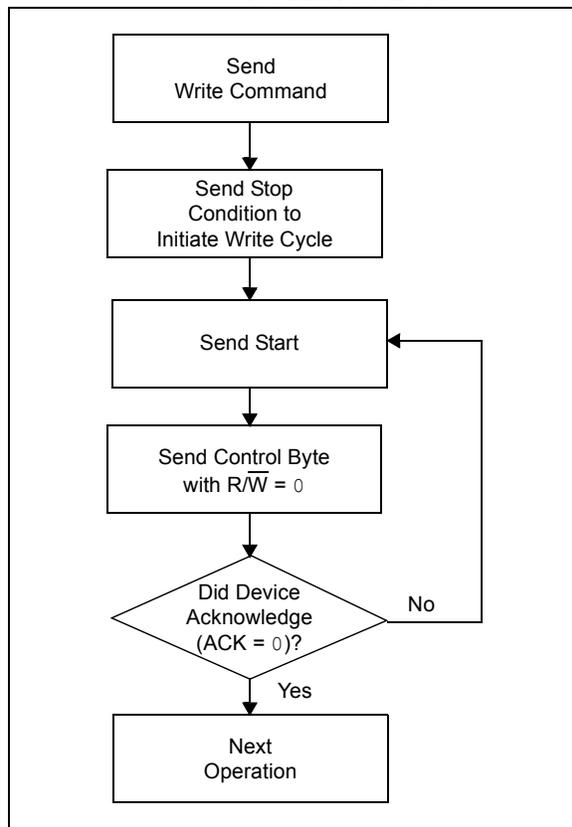 Send
Write Command
Send Stop
Condition to
Initiate Write Cycle
Send Start
Send Control Byte
with R/W̅ = 0
Did Device
Acknowledge
(ACK = 0)?
No
Yes
Next
Operation